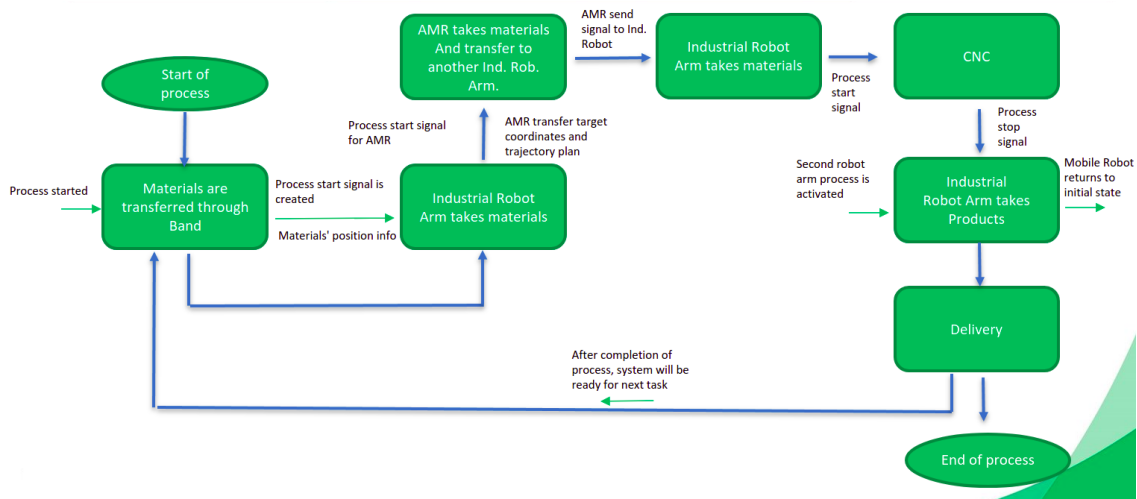 Start of
process
Process started
Materials are
transferred through
Band
Process start signal is
created
Materials' position info
Industrial Robot
Arm takes materials
Process start signal
for AMR
AMR transfer target
coordinates and
trajectory plan
AMR takes materials
And transfer to
another Ind. Rob.
Arm.
AMR send
signal to Ind.
Robot
Industrial Robot
Arm takes materials
Process
start
signal
CNC
Process
stop
signal
Second robot
arm process is
activated
Industrial
Robot Arm takes
Products
Mobile Robot
returns to
initial state
Delivery
After completion of
process, system will be
ready for next task
End of process